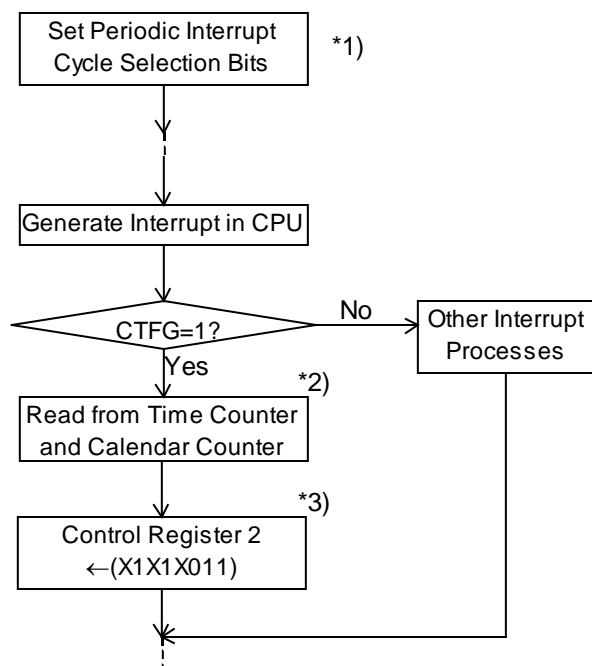 Set Periodic Interrupt
Cycle Selection Bits
*1)
Generate Interrupt in CPU
CTFG=1?
No
Other Interrupt
Processes
Yes
*2)
Read from Time Counter
and Calendar Counter
*3)
Control Register 2
←(X1X1X011)